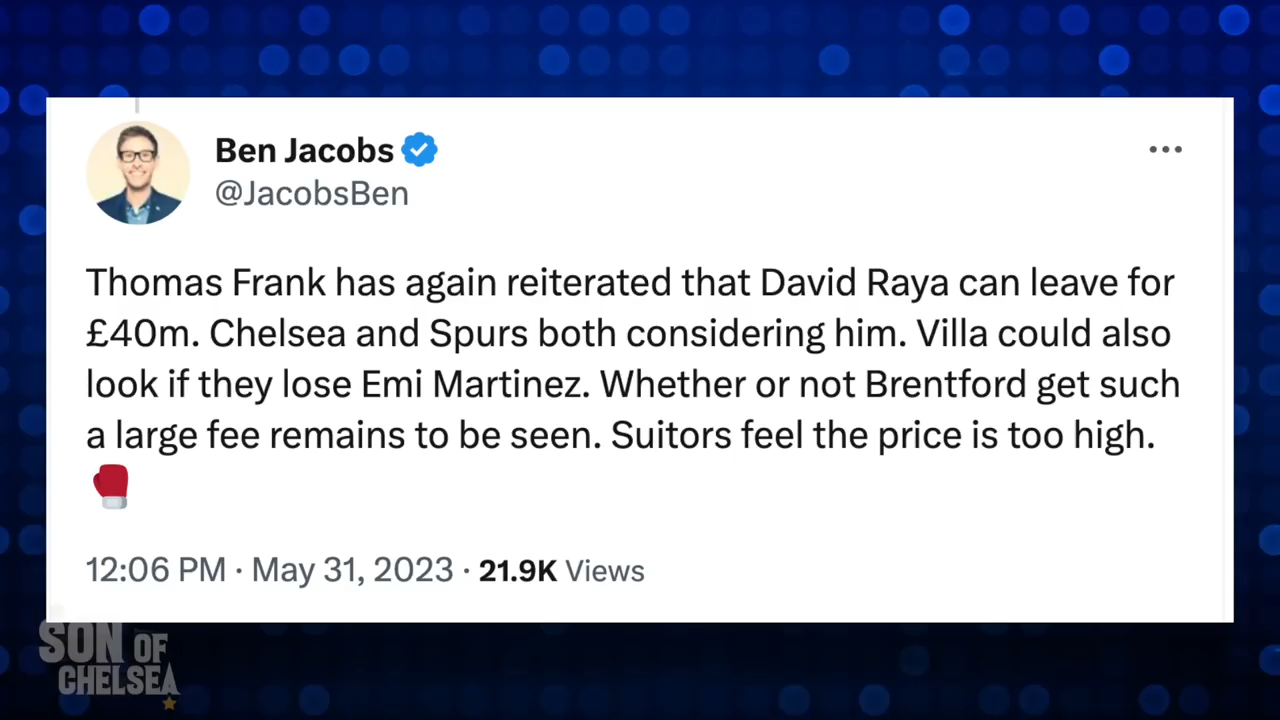 Ben Jacobs
@JacobsBen
Thomas Frank has again reiterated that David Raya can leave for
£40m. Chelsea and Spurs both considering him. Villa could also
look if they lose Emi Martinez. Whether or not Brentford get such
a large fee remains to be seen. Suitors feel the price is too high.
🥊
12:06 PM · May 31, 2023 · 21.9K Views
SON OF
CHELSEA